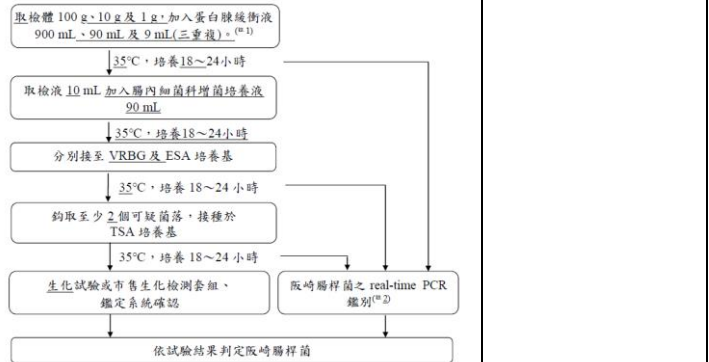 取檢體 100 g、10 g 及 1 g，加入蛋白腖緩衝液
900 mL、90 mL 及 9 mL(三重複)。(註1)
35℃，培養18～24小時
取檢液 10 mL 加入腸內細菌科增菌培養液
90 mL
35℃，培養18～24小時
分別接至 VRBG 及 ESA 培養基
35℃，培養 18～24 小時
鈎取至少 2 個可疑菌落，接種於
TSA 培養基
35℃，培養 18～24 小時
生化試驗或市售生化檢測套組、
鑑定系統確認
阪崎腸桿菌之 real-time PCR
鑑別(註2)
依試驗結果判定阪崎腸桿菌